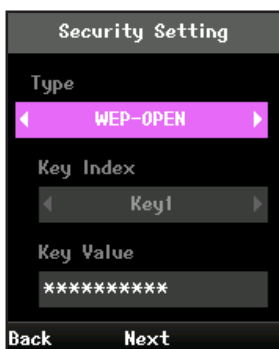 Security Setting
Type
WEP-OPEN
Key Index
Key1
Key Value
**********
Back Next